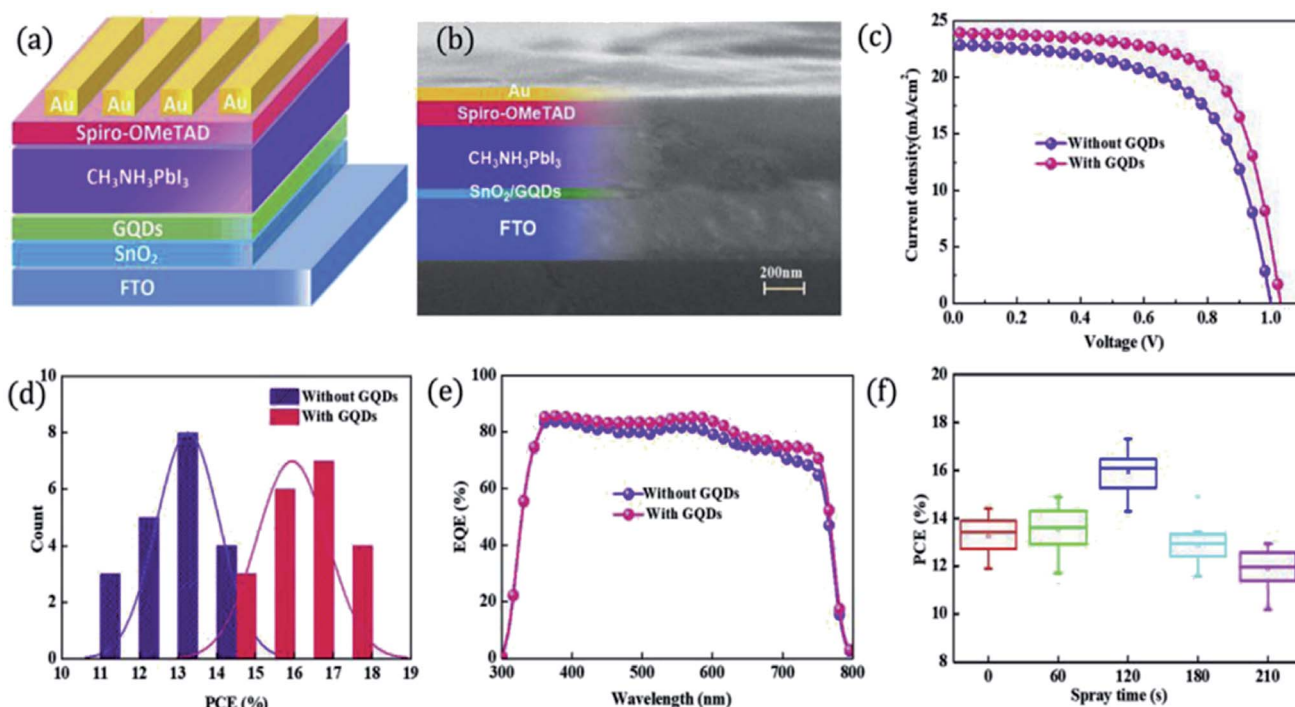 (a)
Au Au Au Au
Spiro-OMeTAD
CH₃NH₃PbI₃
GQDs
SnO₂
FTO
(b)
Au
Spiro-OMeTAD
CH₃NH₃PbI₃
SnO₂/GQDs
FTO
200nm
(c)
25
20
15
10
5
0
Current density(mA/cm²)
Without GQDs
With GQDs
0.2 0.4 0.6 0.8 1.0
Voltage (V)
(d)
10
8
6
4
2
0
Count
Without GQDs
With GQDs
10 11 12 13 14 15 16 17 18 19
PCE (%)
(e)
100
80
60
40
20
0
EQE (%)
Without GQDs
With GQDs
300 400 500 600 700 800
Wavelength (nm)
(f)
20
18
16
14
12
10
8
PCE (%)
0 60 120 180 210
Spray time (s)